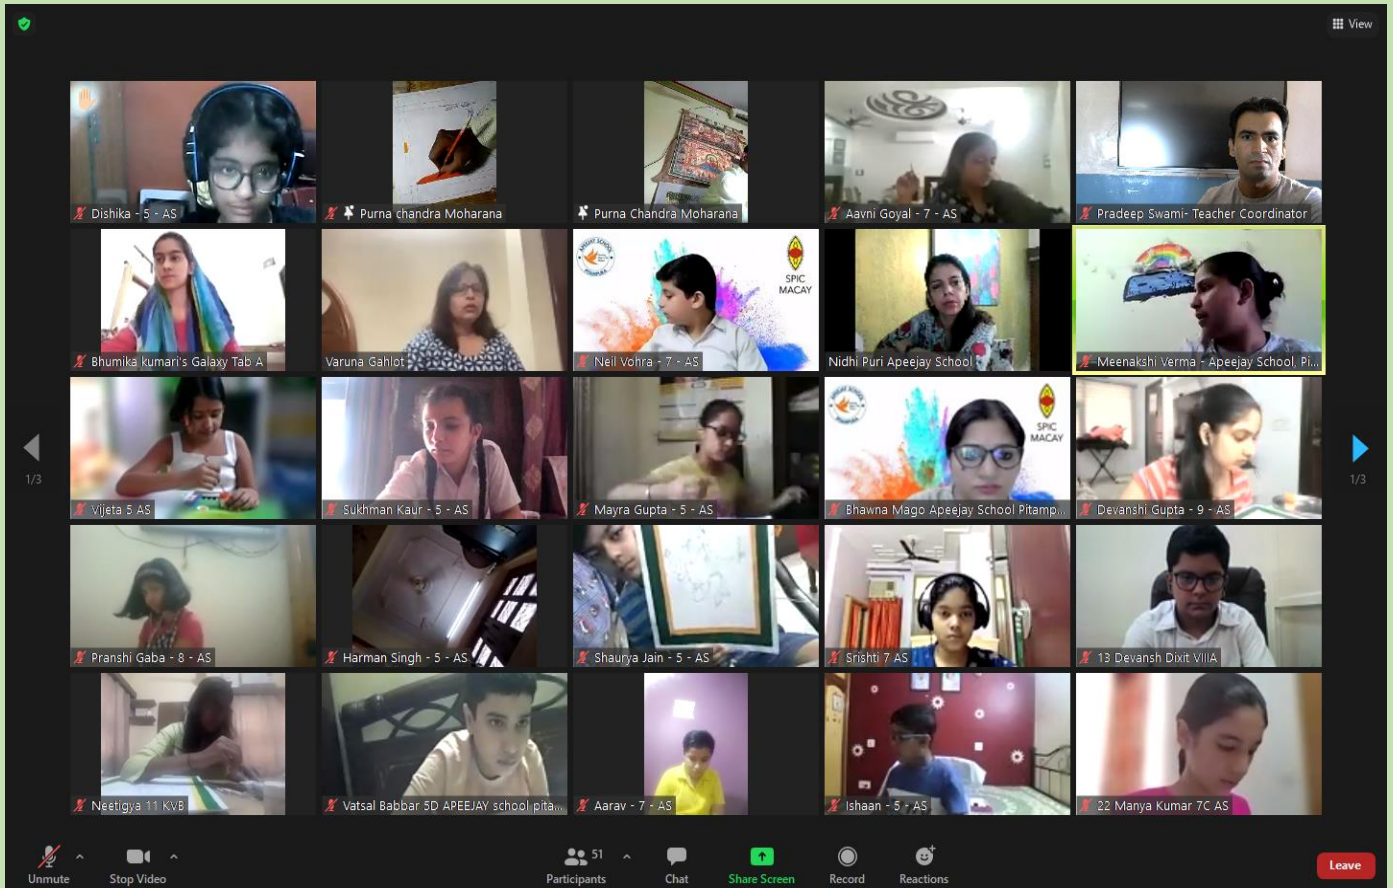 View
Dishika - 5 - AS
Purna chandra Moharana
Purna Chandra Moharana
Aavni Goyal - 7 - AS
Pradeep Swami- Teacher Coordinator
Bhumika kumari's Galaxy Tab A
Varuna Gahlot
APEEJAY SCHOOL
PITAMPURA
SPIC
MACAY
Neil Vohra - 7 - AS
Nidhi Puri Apeejay School
Meenakshi Verma - Apeejay School, Pi...
Vijeta 5 AS
Sukhman Kaur - 5 - AS
Mayra Gupta - 5 - AS
APEEJAY SCHOOL
PITAMPURA
SPIC
MACAY
Bhawna Mago Apeejay School Pitamp...
Devanshi Gupta - 9 - AS
1/3
1/3
Pranshi Gaba - 8 - AS
Harman Singh - 5 - AS
Shaurya Jain - 5 - AS
Srishti 7 AS
13 Devansh Dixit VIIIA
Neetigya 11 KVB
Vatsal Babbar 5D APEEJAY school pita...
Aarav - 7 - AS
Ishaan - 5 - AS
22 Manya Kumar 7C AS
Unmute
Stop Video
51
Participants
Chat
Share Screen
Record
Reactions
Leave